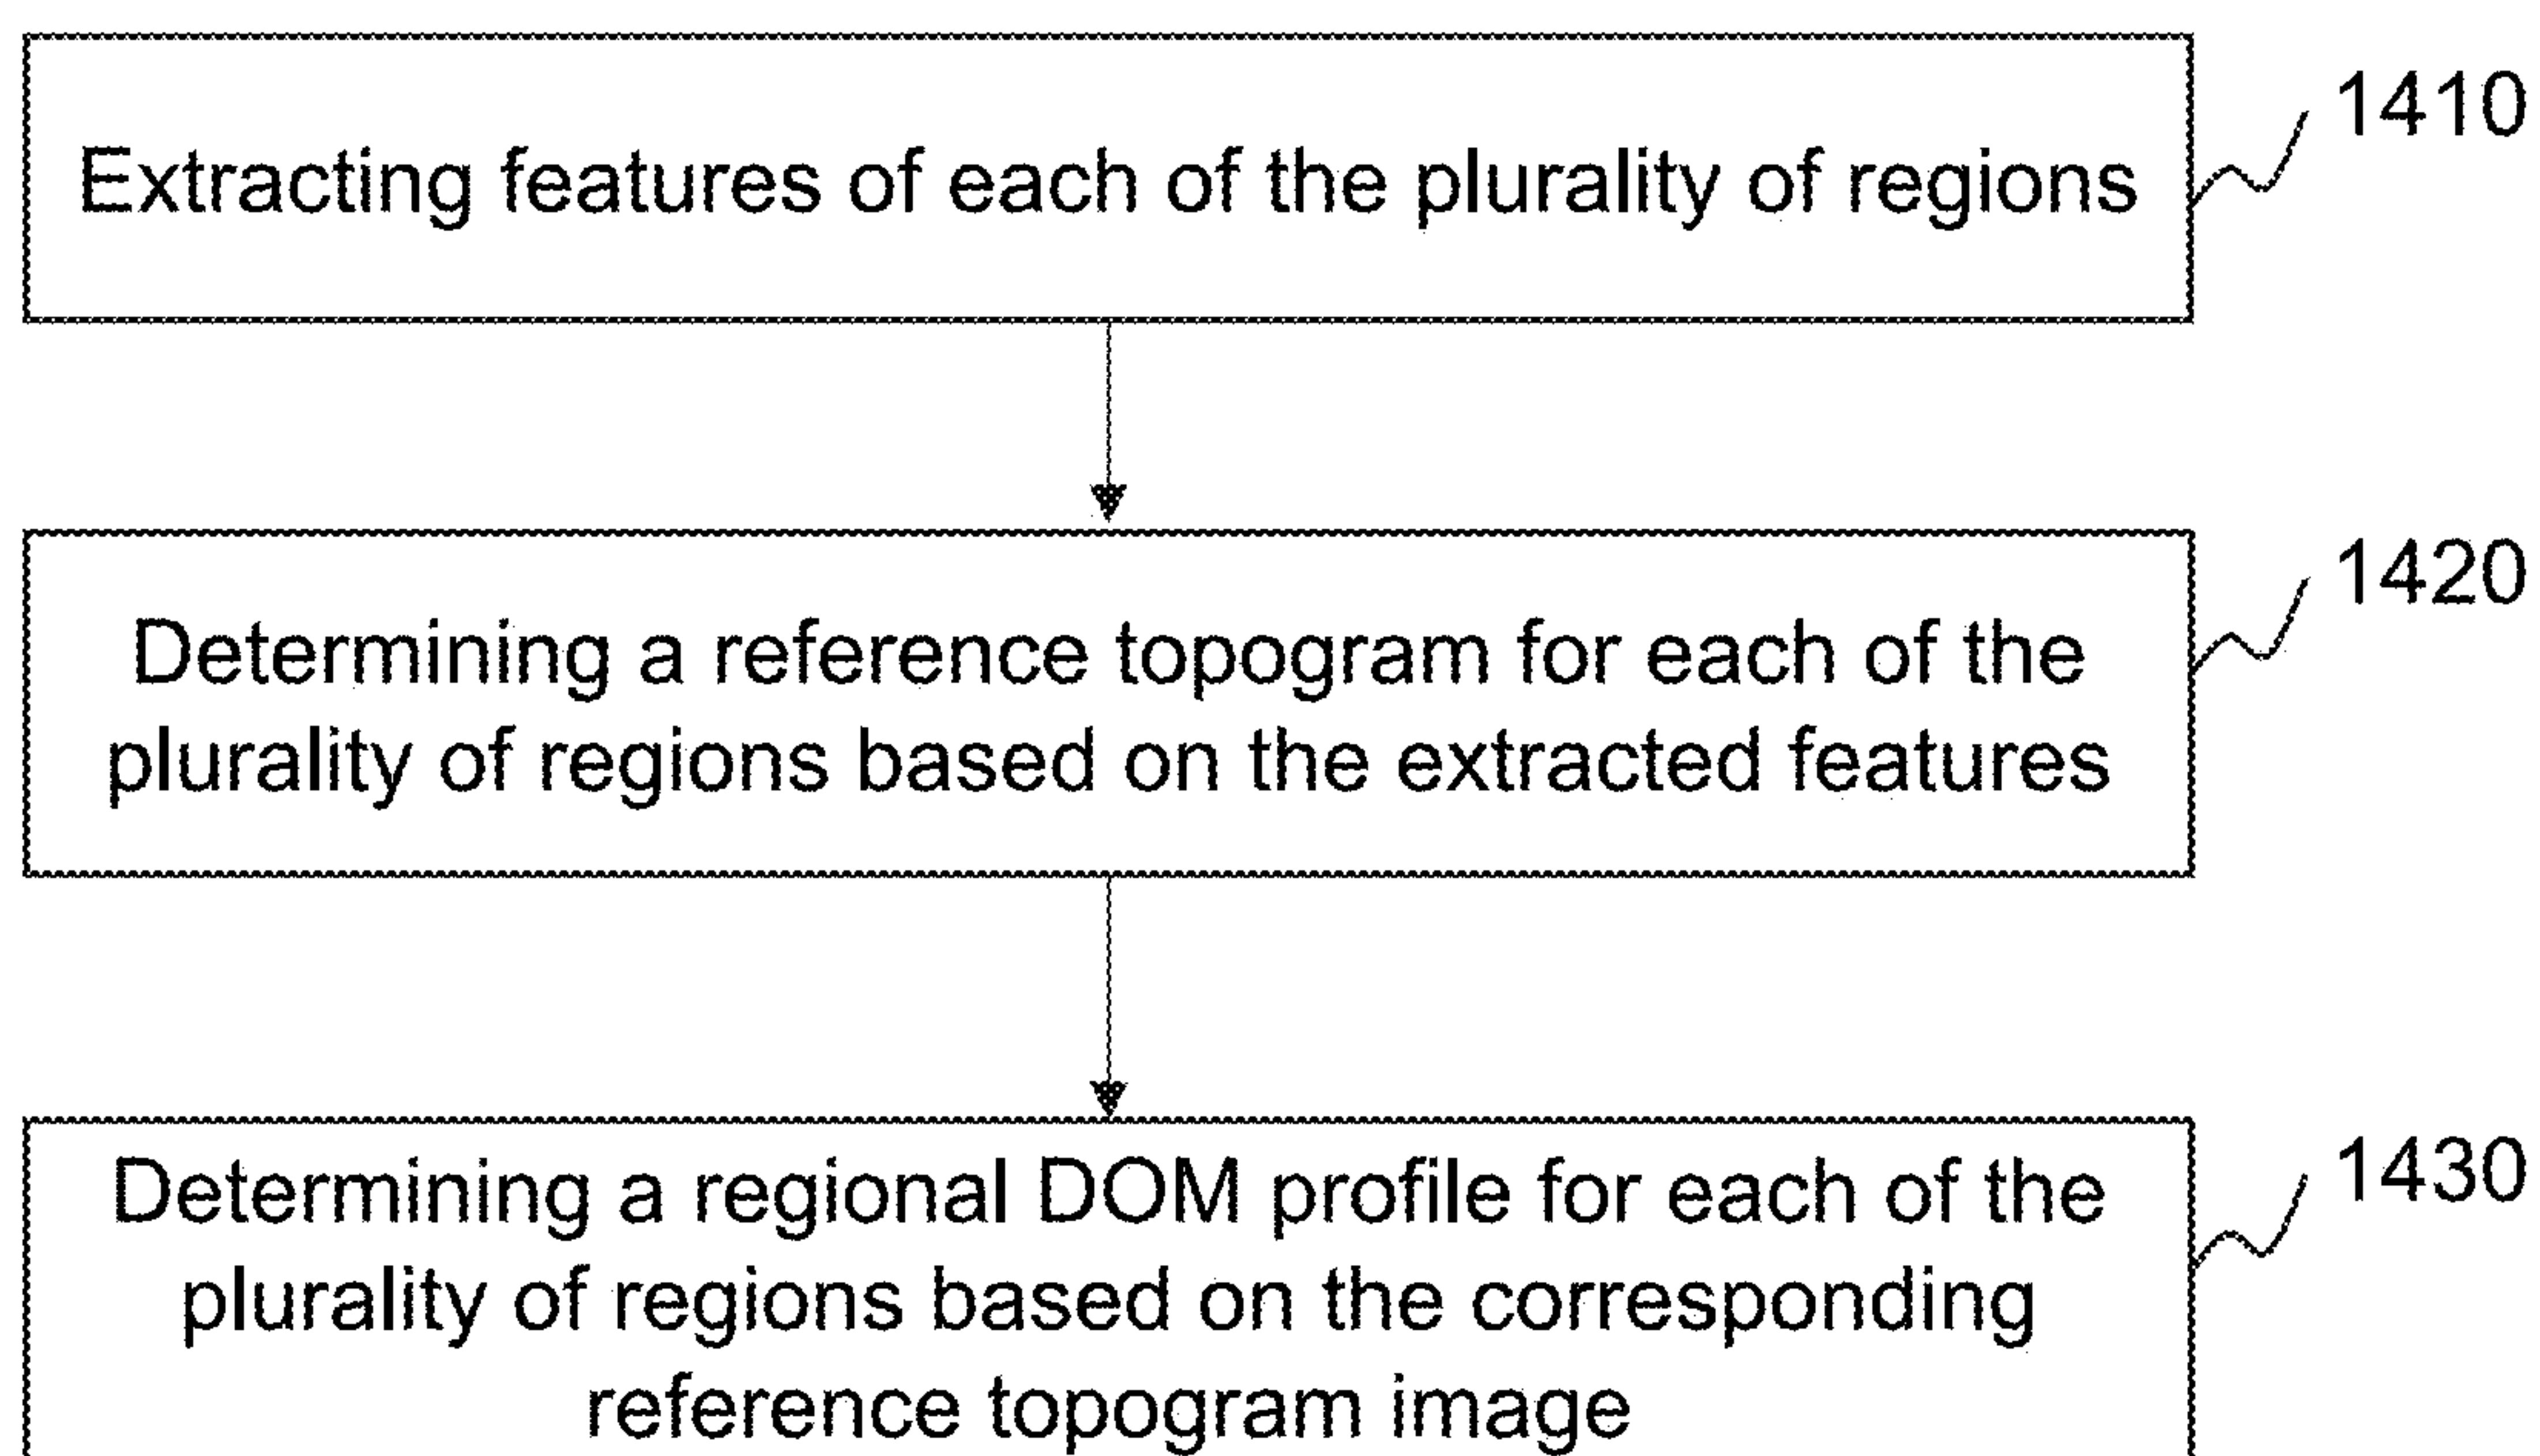 Extracting features of each of the plurality of regions
1410
Determining a reference topogram for each of the
plurality of regions based on the extracted features
1420
Determining a regional DOM profile for each of the
plurality of regions based on the corresponding
reference topogram image
1430